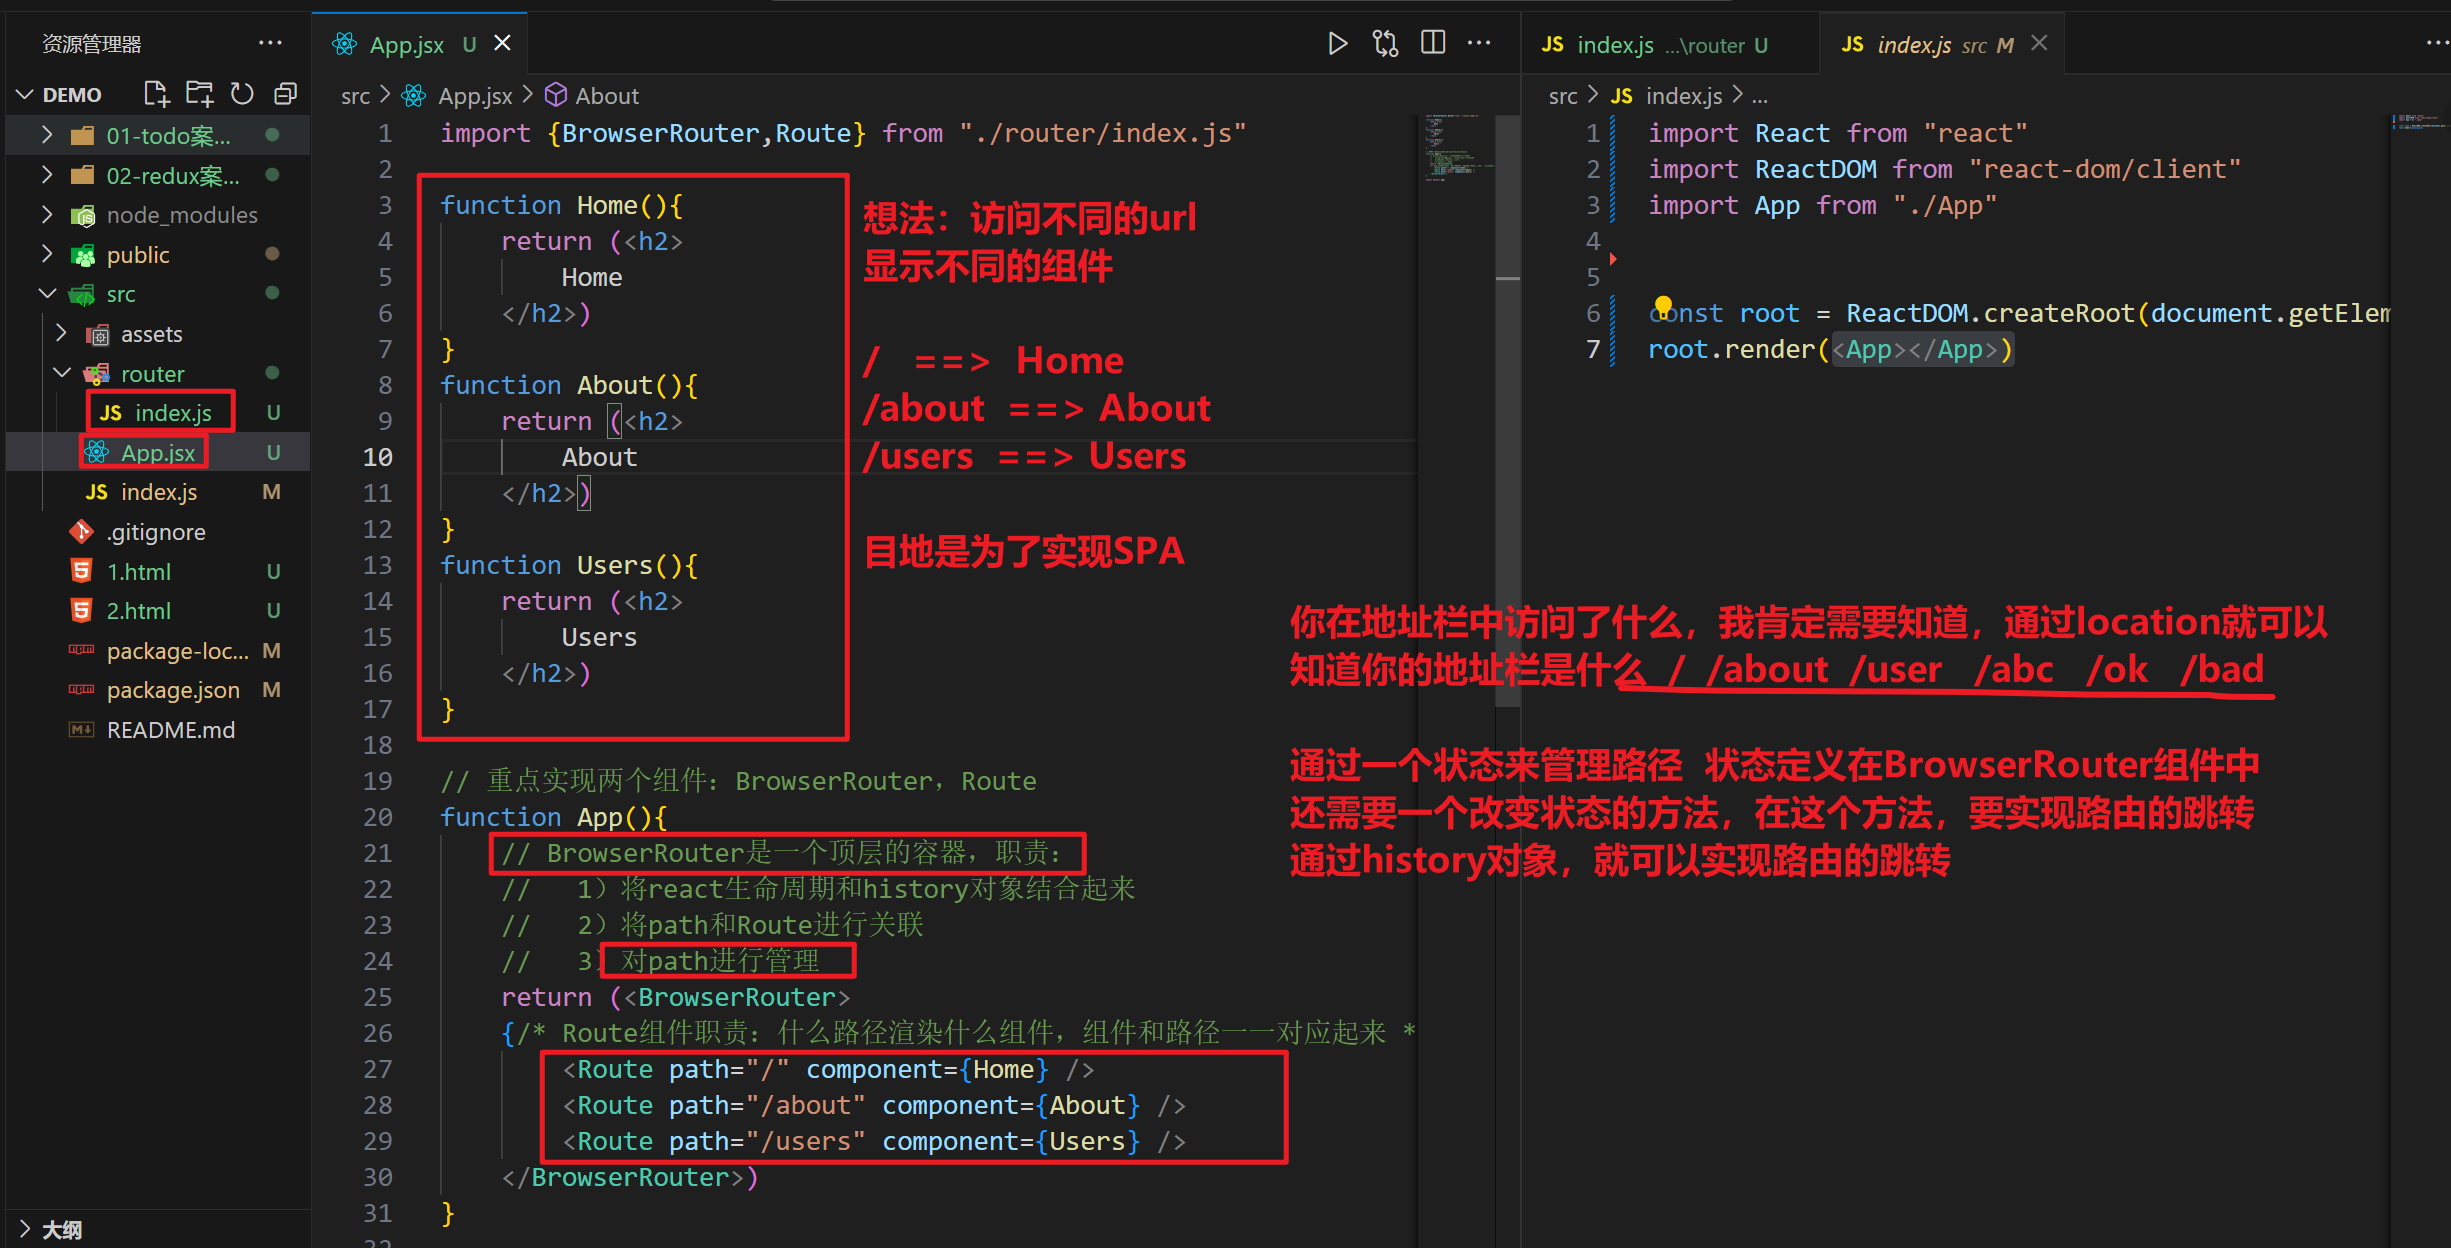 资源管理器
DEMO
01-todo案...
02-redux案...
node_modules
public
src
assets
router
JS index.js U
App.jsx U
JS index.js M
.gitignore
1.html U
2.html U
package-loc... M
package.json M
README.md
大纲
App.jsx U
src > App.jsx > About
1 import {BrowserRouter,Route} from "./router/index.js"
2
3 function Home(){
4 return (<h2>
5 Home
6 </h2>)
7 }
8 function About(){
9 return (<h2>
10 About
11 </h2>)
12 }
13 function Users(){
14 return (<h2>
15 Users
16 </h2>)
17 }
18
19 // 重点实现两个组件：BrowserRouter，Route
20 function App(){
21 // BrowserRouter是一个顶层的容器，职责：
22 // 1）将react生命周期和history对象结合起来
23 // 2）将path和Route进行关联
24 // 3）对path进行管理
25 return (<BrowserRouter>
26 {/* Route组件职责：什么路径渲染什么组件，组件和路径一一对应起来 *
27 <Route path="/" component={Home} />
28 <Route path="/about" component={About} />
29 <Route path="/users" component={Users} />
30 </BrowserRouter>)
31 }
32
想法：访问不同的url
显示不同的组件
/ ==> Home
/about ==> About
/users ==> Users
目地是为了实现SPA
JS index.js ...\router U
JS index.js src M
src > JS index.js > ...
1 import React from "react"
2 import ReactDOM from "react-dom/client"
3 import App from "./App"
4
5
6 const root = ReactDOM.createRoot(document.getElem
7 root.render(<App></App>)
你在地址栏中访问了什么，我肯定需要知道，通过location就可以
知道你的地址栏是什么 / /about /user /abc /ok /bad
通过一个状态来管理路径 状态定义在BrowserRouter组件中
还需要一个改变状态的方法，在这个方法，要实现路由的跳转
通过history对象，就可以实现路由的跳转